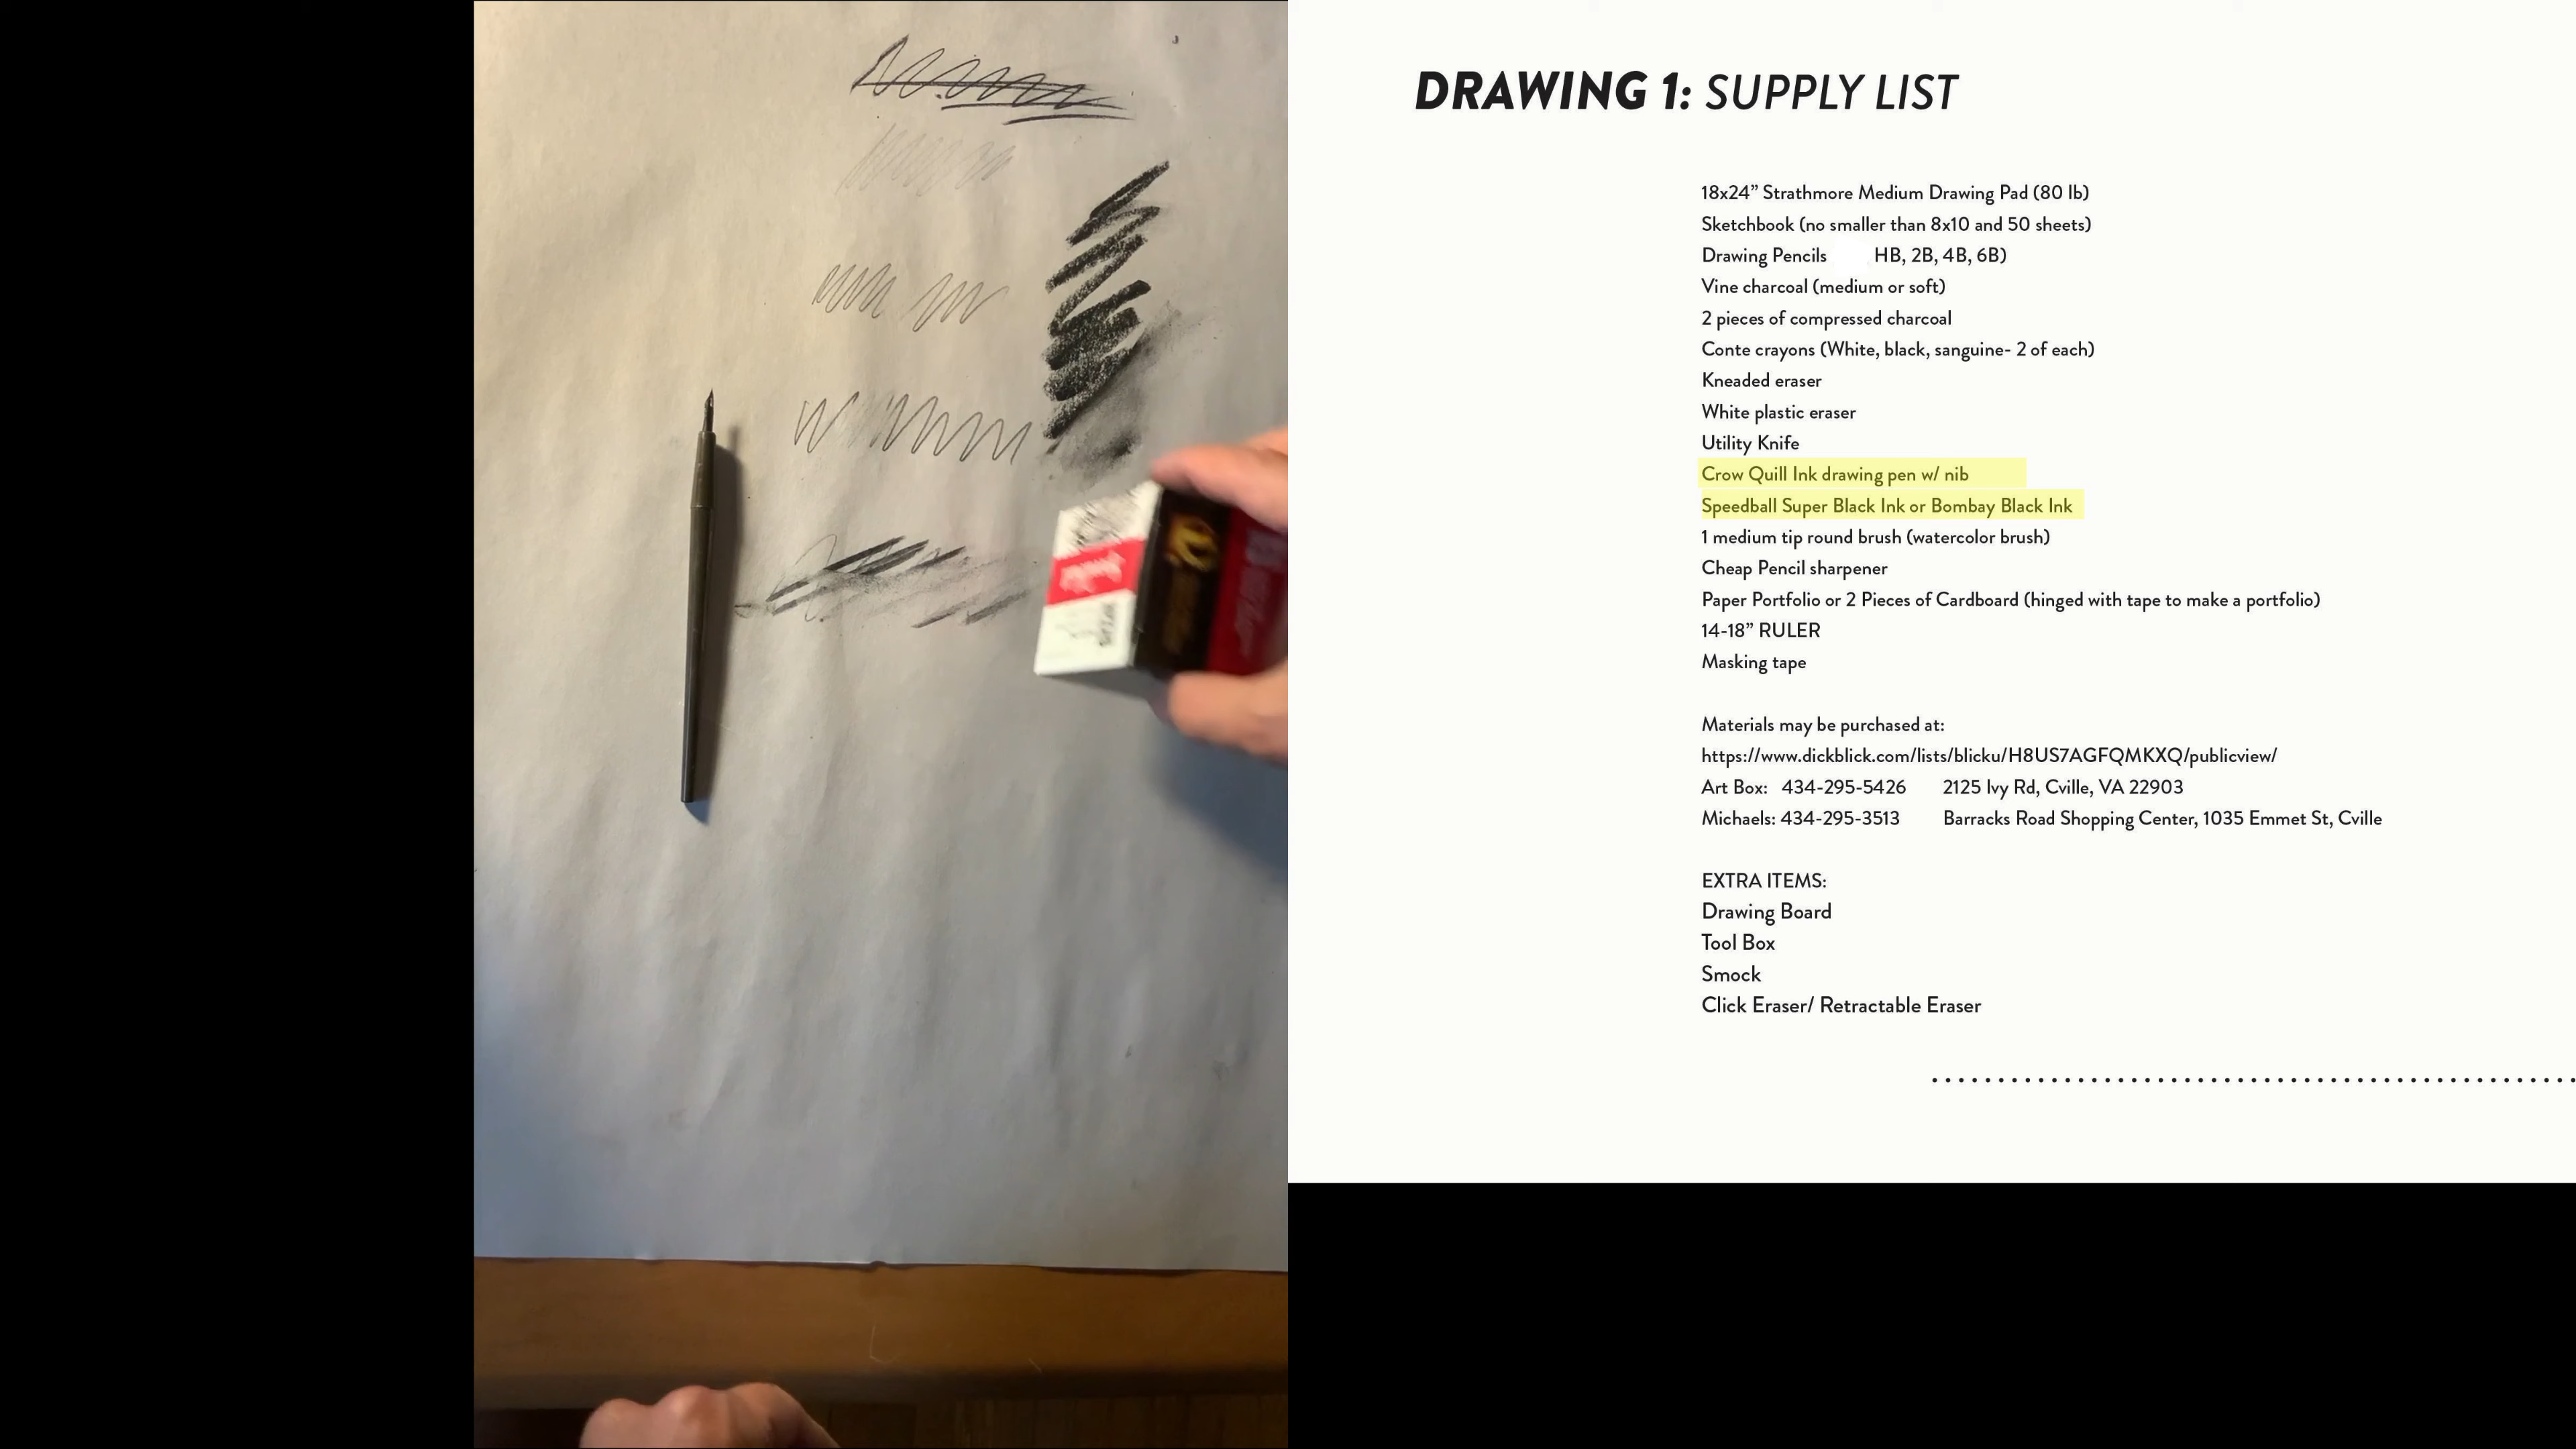 DRAWING 1: SUPPLY LIST
18x24” Strathmore Medium Drawing Pad (80 lb)
Sketchbook (no smaller than 8x10 and 50 sheets)
Drawing Pencils HB, 2B, 4B, 6B)
Vine charcoal (medium or soft)
2 pieces of compressed charcoal
Conte crayons (White, black, sanguine- 2 of each)
Kneaded eraser
White plastic eraser
Utility Knife
Crow Quill Ink drawing pen w/ nib
Speedball Super Black Ink or Bombay Black Ink
1 medium tip round brush (watercolor brush)
Cheap Pencil sharpener
Paper Portfolio or 2 Pieces of Cardboard (hinged with tape to make a portfolio)
14-18” RULER
Masking tape
Materials may be purchased at:
https://www.dickblick.com/lists/blicku/H8US7AGFQMKXQ/publicview/
Art Box: 434-295-5426 2125 Ivy Rd, Cville, VA 22903
Michaels: 434-295-3513 Barracks Road Shopping Center, 1035 Emmet St, Cville
EXTRA ITEMS:
Drawing Board
Tool Box
Smock
Click Eraser/ Retractable Eraser